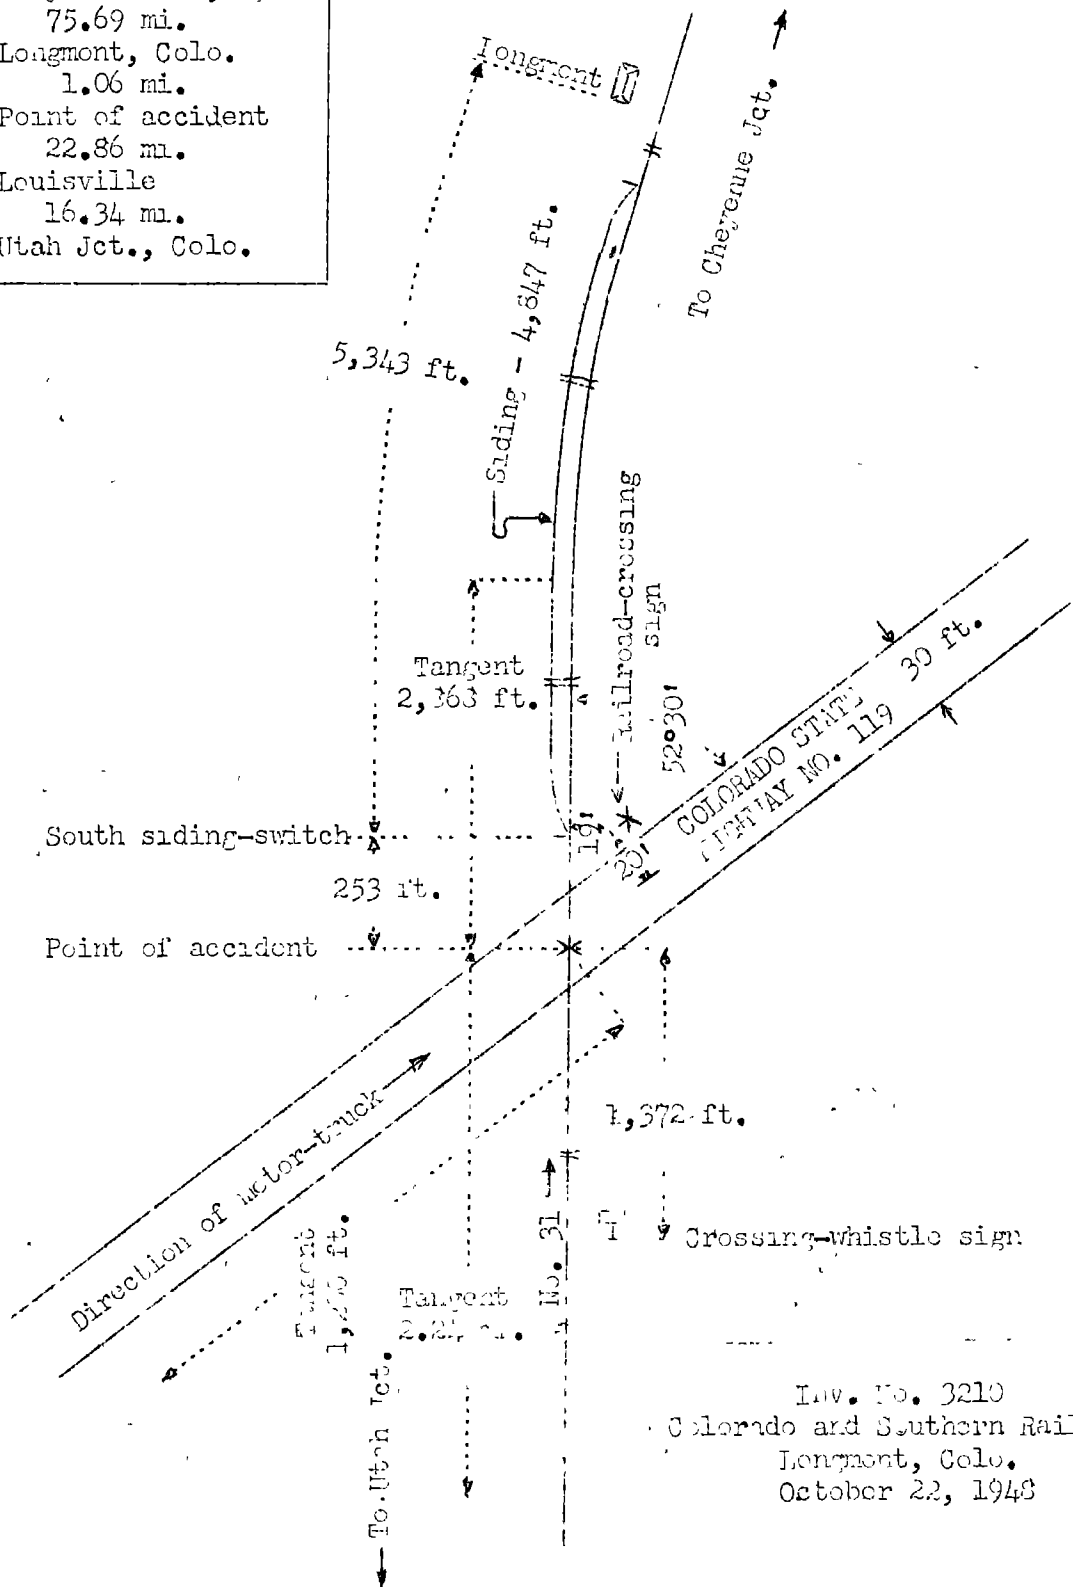 75.69 mi.
Longmont, Colo.
1.06 mi.
Point of accident
22.86 mi.
Louisville
16.34 mi.
Utah Jct., Colo.
Longmont
To Cheyenne Jct.
5,343 ft.
Siding - 4,847 ft.
Railroad-crossing
sign
Tangent
2,363 ft.
52°30'
30 ft.
COLORADO STATE
HIGHWAY NO. 119
South siding-switch
19'
20'
253 ft.
Point of accident
1,372 ft.
Direction of motor-truck
No. 31
Crossing-whistle sign
Tangent
ft.
Tangent
To Utah Jct.
Inv. No. 3210
Colorado and Southern Rail
Longmont, Colo.
October 22, 1948